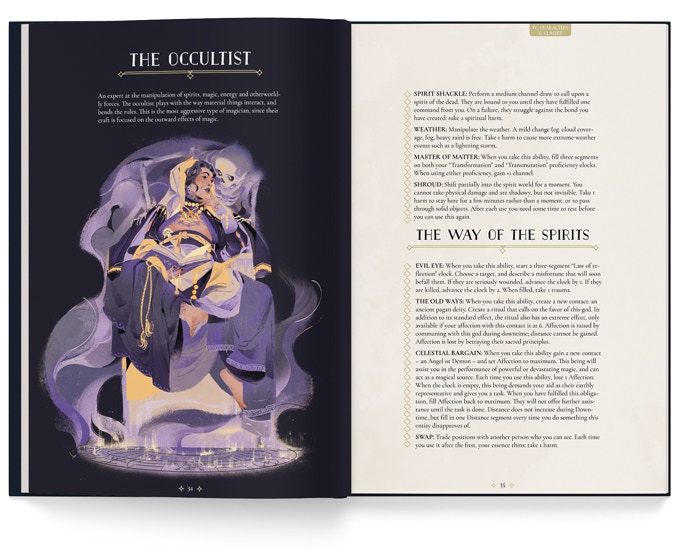 THE OCCULTIST
An expert at the manipulation of spirits, magic, energy and otherworld-
ly forces. The occultist plays with the way material things interact, and
bends the rules. This is the most aggressive type of magician, since their
craft is focused on the outward effects of magic.
34
IV. CHARACTERS
& CLASSES
SPIRIT SHACKLE: Perform a medium channel draw to call upon a
spirit of the dead. They are bound to you until they have fulfilled one
command from you. On a failure, they struggle against the bond you
have created: take 2 spiritual harm.
WEATHER: Manipulate the weather. A mild change (eg. cloud cover-
age, fog, heavy rain) is free. Take 1 harm to cause more extreme weather
events such as a lightning storm.
MASTER OF MATTER: When you take this ability, fill three segments
on both your "Transformation" and "Transmutation" proficiency clocks.
When using either proficiency, gain +1 channel.
SHROUD: Shift partially into the spirit world for a moment. You
cannot take physical damage and are shadowy, but not invisible. Take 1
harm to stay here for a few minutes rather than a moment, or to pass
through solid objects. After each use you need some time to rest before
you can use this again.
THE WAY OF THE SPIRITS
EVIL EYE: When you take this ability, start a three-segment "Law of re-
flection" clock. Choose a target, and describe a misfortune that will soon
befall them. If they are seriously wounded, advance the clock by 1. If they
are killed, advance the clock by 2. When filled, take 1 trauma.
THE OLD WAYS: When you take this ability, create a new contact: an
ancient pagan deity. Create a ritual that calls on the favor of this god. In
addition to its standard effect, the ritual also has an extreme effect, only
available if your affection with this contact is at 6. Affection is raised by
communing with this god during downtime; distance cannot be gained.
Affection is lost by betraying their sacred principles.
CELESTIAL BARGAIN: When you take this ability gain a new contact
– an Angel or Demon – and set Affection to maximum. This being will
assist you in the performance of powerful or devastating magic, and can
act as a magical source. Each time you use this ability, lose 1 Affection.
When the clock is empty, this being demands your aid as their earthly
representative and gives you a task. When you have fulfilled this obliga-
tion, fill Affection back to maximum. They will not offer further assis-
tance until the task is done. Distance does not increase during Down-
time, but fill in one Distance segment every time you do something this
entity disapproves of.
SWAP: Trade positions with another person who you can see. Each time
you use it after the first, your essence thins: take 1 harm.
35